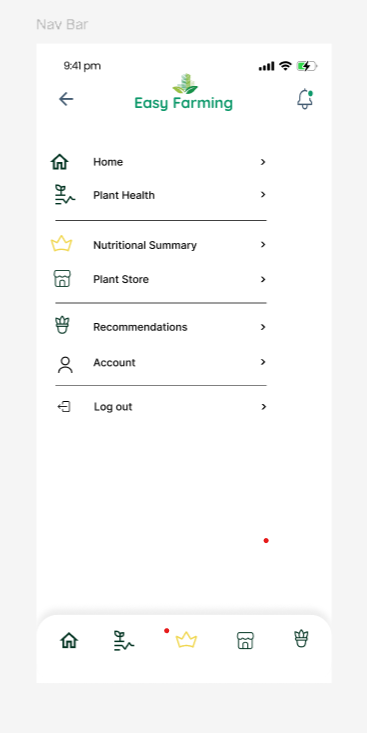 Nav Bar
9:41 pm
Easy Farming
Home
Plant Health
Nutritional Summary
Plant Store
Recommendations
Account
Log out